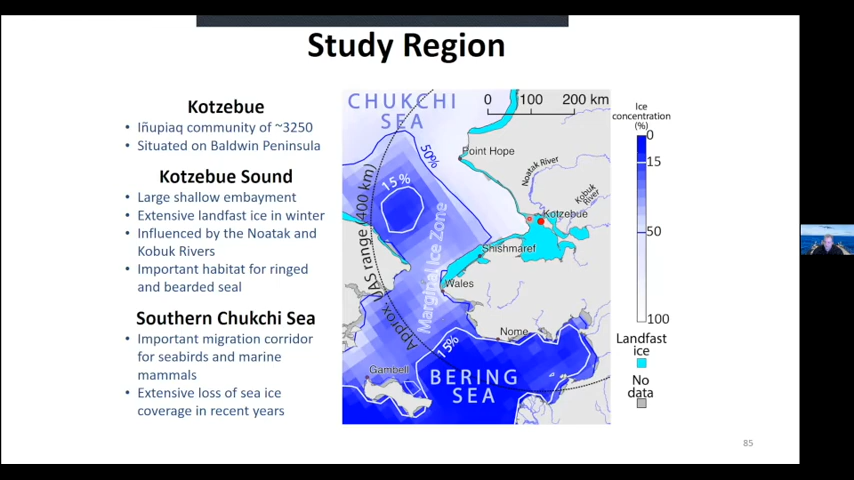 Study Region
Kotzebue
• Iñupiaq community of ~3250
• Situated on Baldwin Peninsula
Kotzebue Sound
• Large shallow embayment
• Extensive landfast ice in winter
• Influenced by the Noatak and
Kobuk Rivers
• Important habitat for ringed
and bearded seal
Southern Chukchi Sea
• Important migration corridor
for seabirds and marine
mammals
• Extensive loss of sea ice
coverage in recent years
CHUKCHI
SEA
0 100 200 km
Point Hope
Noatak River
Kobuk
River
50%
15%
Kotzebue
Shishmaref
Marginal Ice Zone
Approx. UAS range (400 km)
Wales
Nome
15%
Gambell
BERING
SEA
Ice
concentration
(%)
0
15
50
100
Landfast
ice
No
data
85